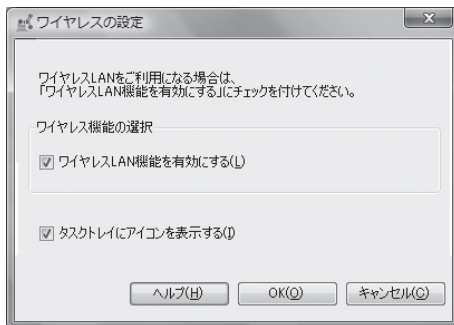 ワイヤレスの設定
ワイヤレスLANをご利用になる場合は、
「ワイヤレスLAN機能を有効にする」にチェックを付けてください。
ワイヤレス機能の選択
ワイヤレスLAN機能を有効にする(L)
タスクトレイにアイコンを表示する(I)
ヘルプ(H) OK(O) キャンセル(C)